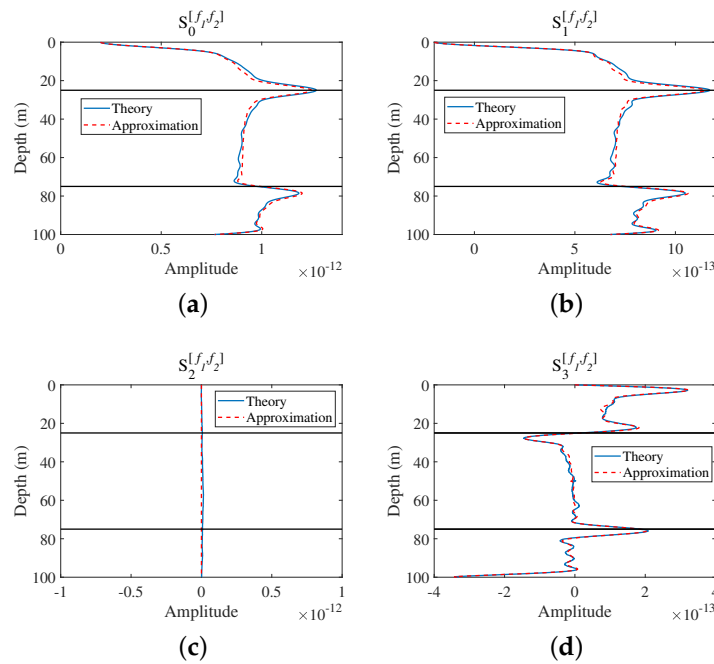 S₀^[f₁,f₂]
0
20
40
60
80
100
Depth (m)
Theory
Approximation
0
0.5
1
Amplitude
×10⁻¹²
(a)
S₁^[f₁,f₂]
0
20
40
60
80
100
Depth (m)
Theory
Approximation
0
5
10
Amplitude
×10⁻¹³
(b)
S₂^[f₁,f₂]
0
20
40
60
80
100
Depth (m)
Theory
Approximation
-1
-0.5
0
0.5
1
Amplitude
×10⁻¹²
(c)
S₃^[f₁,f₂]
0
20
40
60
80
100
Depth (m)
Theory
Approximation
-4
-2
0
2
4
Amplitude
×10⁻¹³
(d)